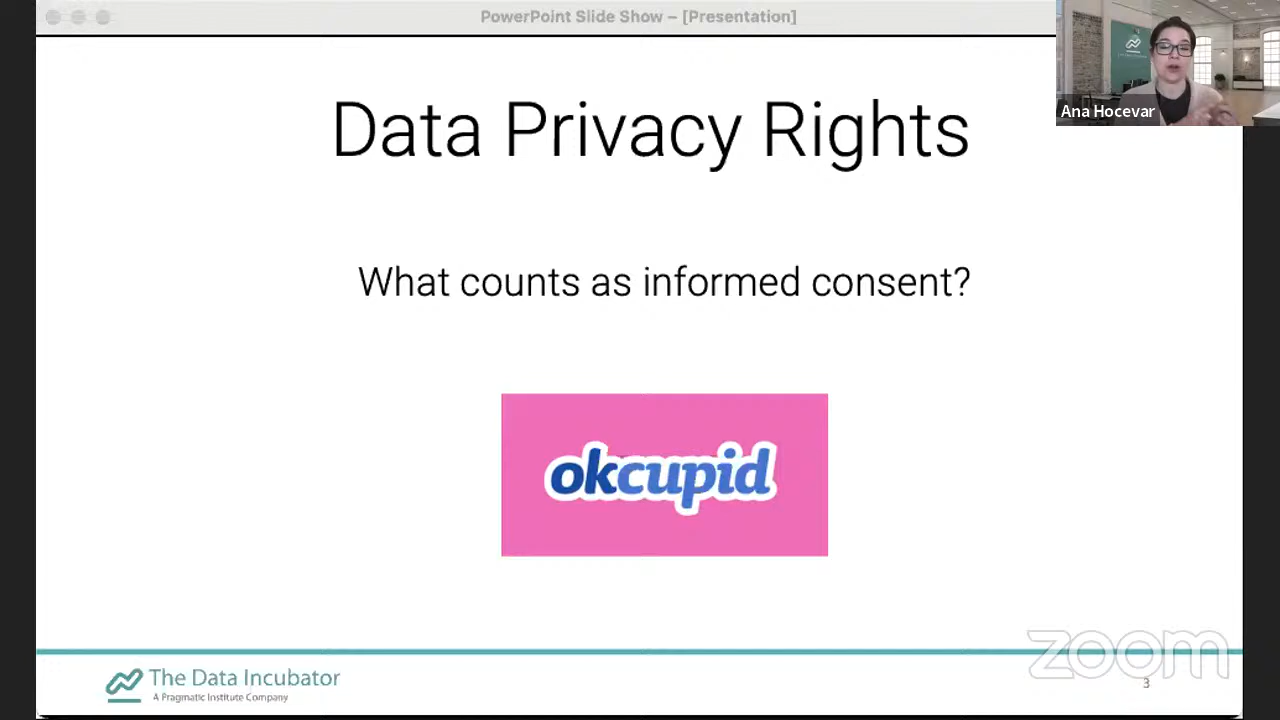 PowerPoint Slide Show – [Presentation]
Ana Hocevar
Data Privacy Rights
What counts as informed consent?
okcupid
The Data Incubator
A Pragmatic Institute Company
zoom
3